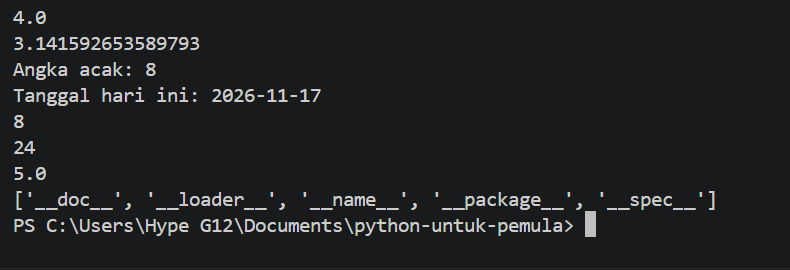 4.0
3.141592653589793
Angka acak: 8
Tanggal hari ini: 2026-11-17
8
24
5.0
['__doc__', '__loader__', '__name__', '__package__', '__spec__']
PS C:\Users\Hype G12\Documents\python-untuk-pemula>